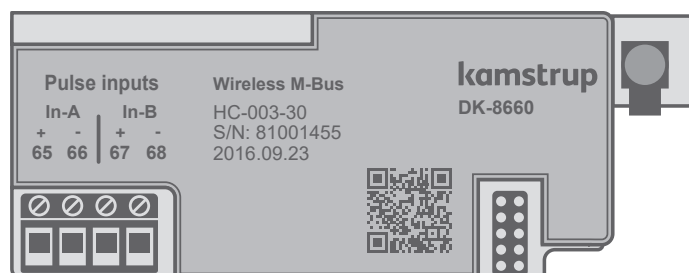 Pulse inputs
In-A In-B
+ - + -
65 66 67 68
Wireless M-Bus
HC-003-30
S/N: 81001455
2016.09.23
kamstrup
DK-8660